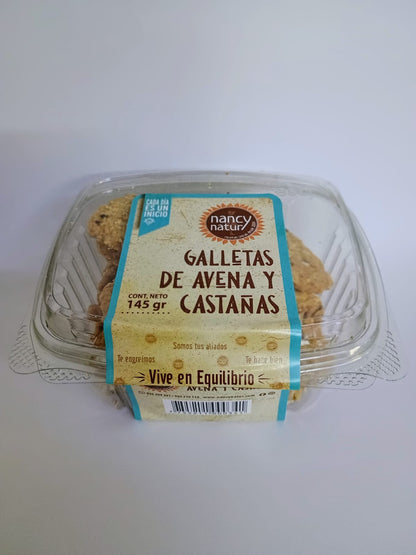 CADA DÍA
ES UN
INICIO
nancy
natur
GALLETAS
DE AVENA Y
CASTAÑAS
CONT. NETO
145 gr
Somos tus aliados
Te engreímos
Te hace bien
Vive en Equilibrio
AVENA Y